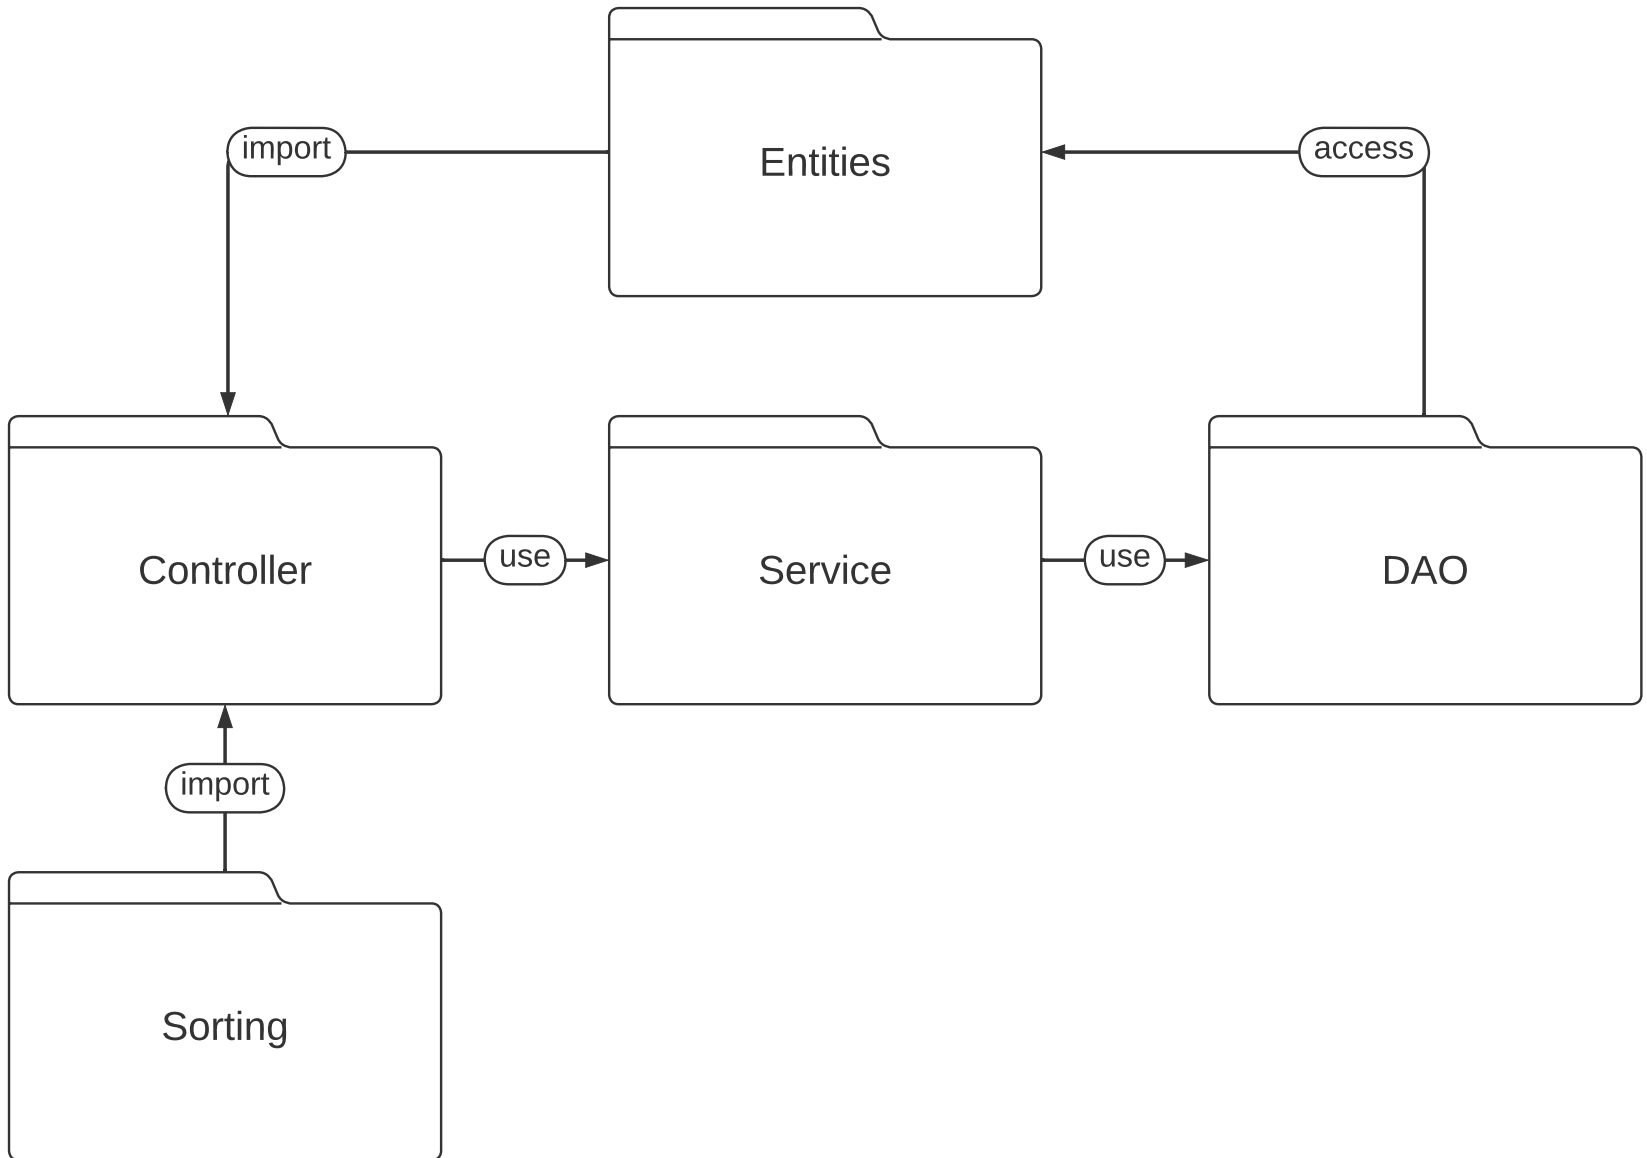 import
Entities
access
Controller
use
Service
use
DAO
import
Sorting